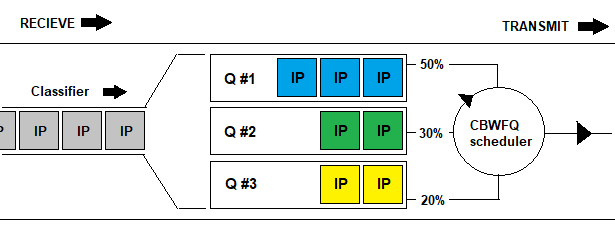 RECIEVE
TRANSMIT
Classifier
IP IP IP
Q #1 IP IP IP 50%
Q #2 IP IP 30%
Q #3 IP IP 20%
CBWFQ
scheduler